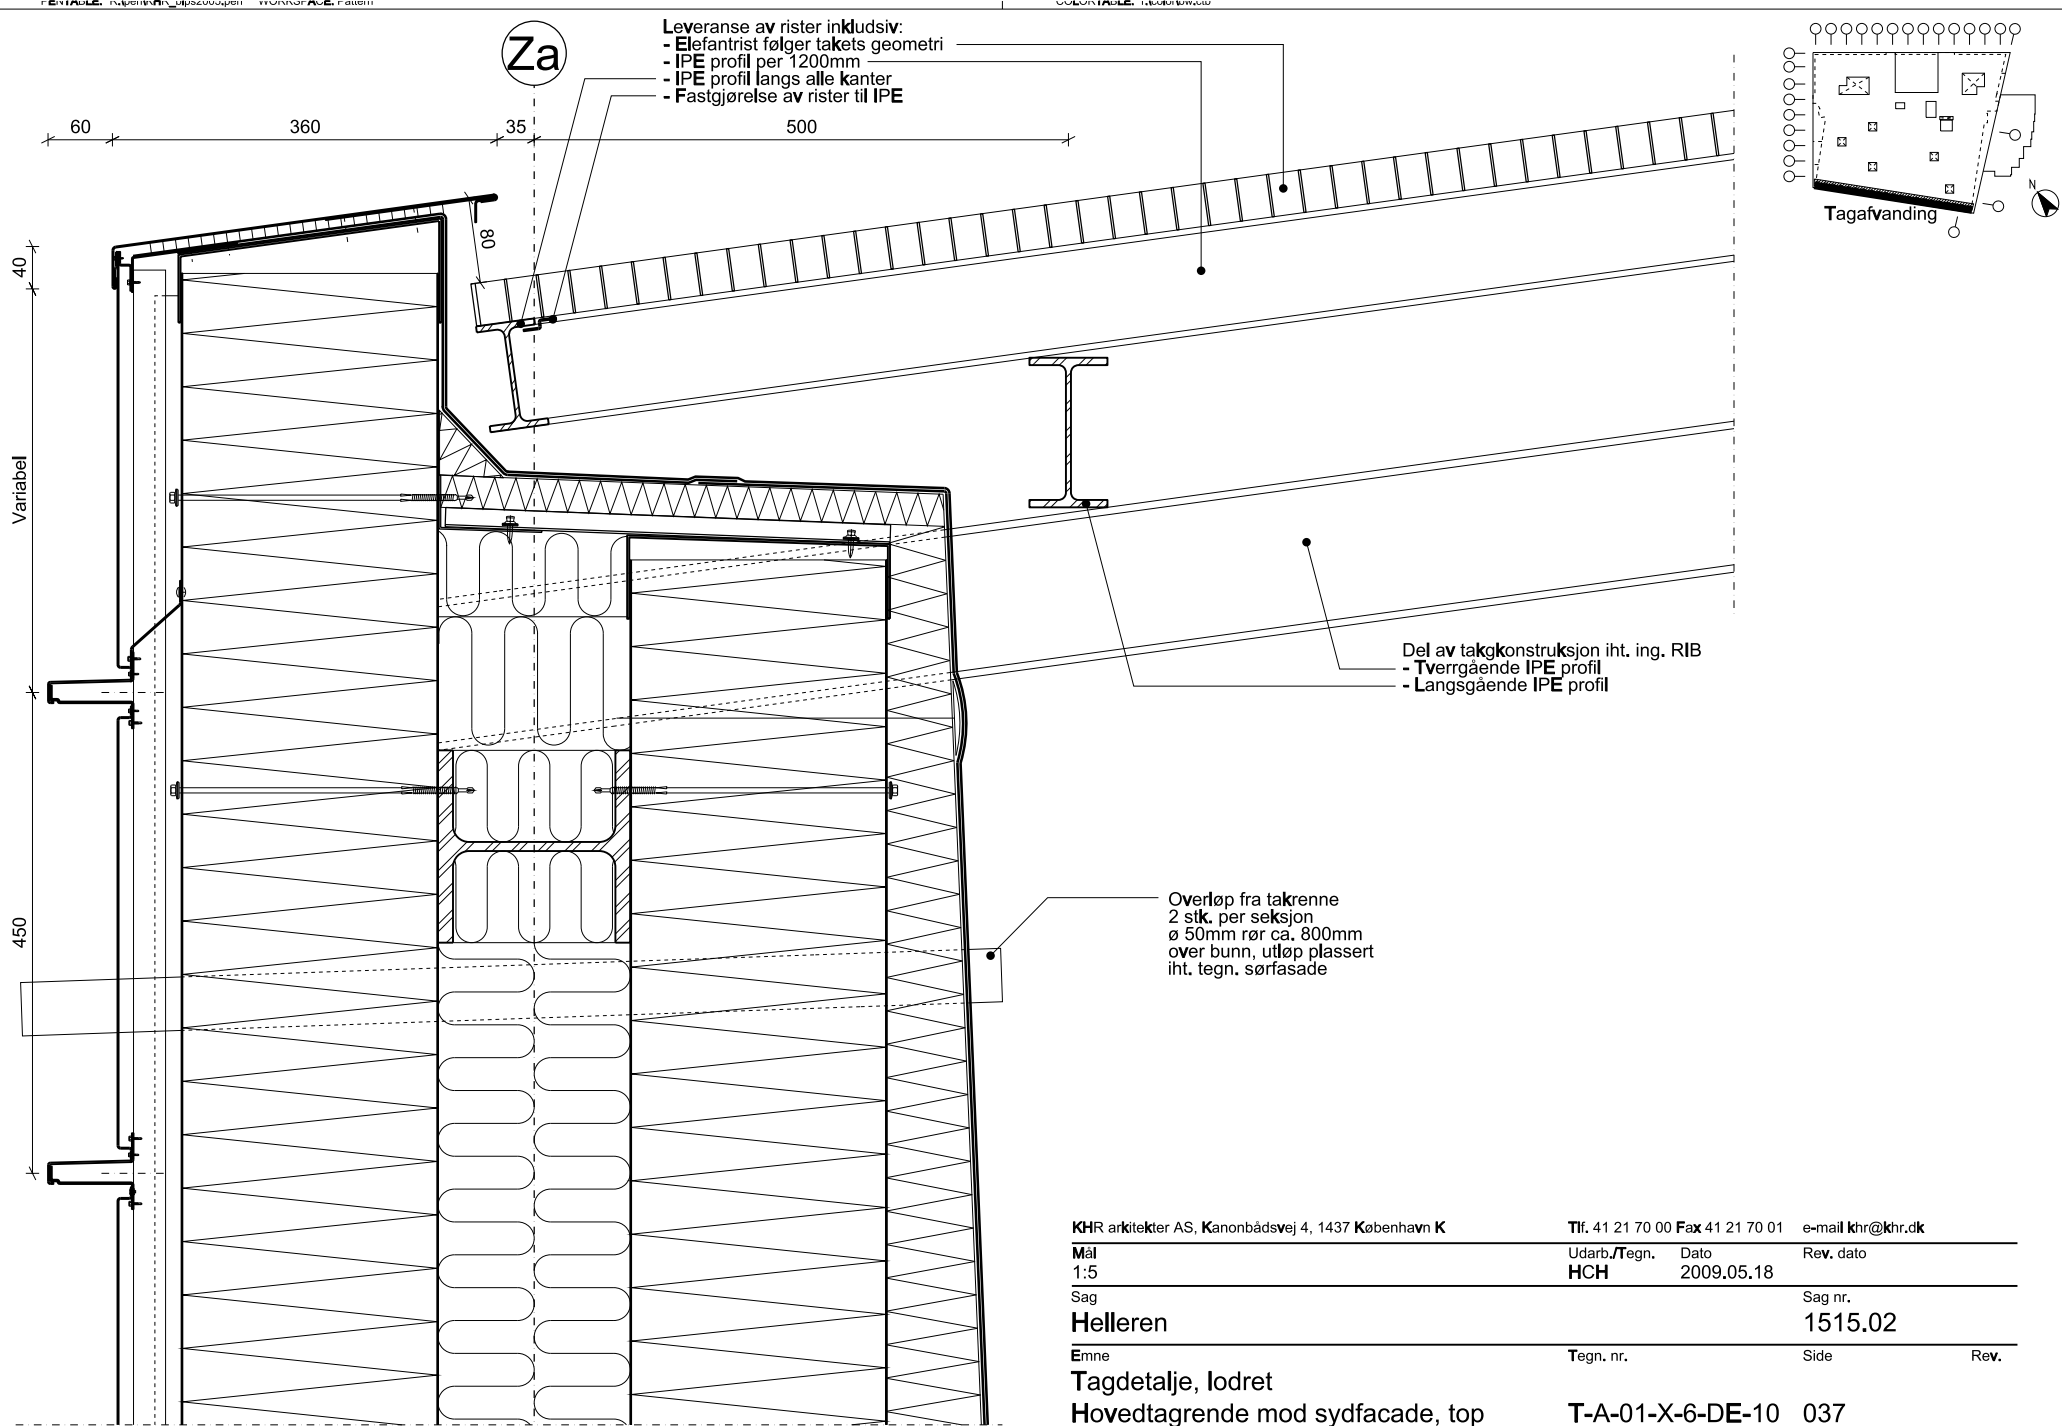 WORKSPACE: Pattern
Za
Leveranse av rister inkludsiv:
- Elefantrist følger takets geometri
- IPE profil per 1200mm
- IPE profil langs alle kanter
- Fastgjørelse av rister til IPE
60
360
35
500
80
40
Variabel
450
N
Tagafvanding
Del av takgkonstruksjon iht. ing. RIB
- Tverrgående IPE profil
- Langsgående IPE profil
Overløp fra takrenne
2 stk. per seksjon
ø 50mm rør ca. 800mm
over bunn, utløp plassert
iht. tegn. sørfasade
KHR arkitekter AS, Kanonbådsvej 4, 1437 København K Tlf. 41 21 70 00 Fax 41 21 70 01 e-mail khr@khr.dk
Mål Udarb./Tegn. Dato Rev. dato
1:5 HCH 2009.05.18
Sag Sag nr.
Helleren 1515.02
Emne Tegn. nr. Side Rev.
Tagdetalje, lodret
Hovedtagrende mod sydfacade, top T-A-01-X-6-DE-10 037